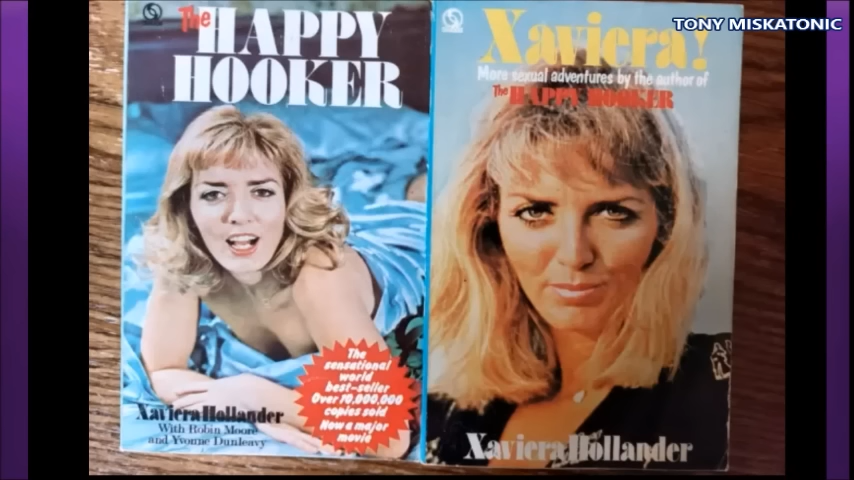 TONY MISKATONIC
The
HAPPY
HOOKER
The
sensational
world
best-seller
Over 10,000,000
copies sold
Now a major
movie
Xaviera Hollander
With Robin Moore
and Yvonne Dunleavy
Xaviera!
More sexual adventures by the author of
The HAPPY HOOKER
Xaviera Hollander